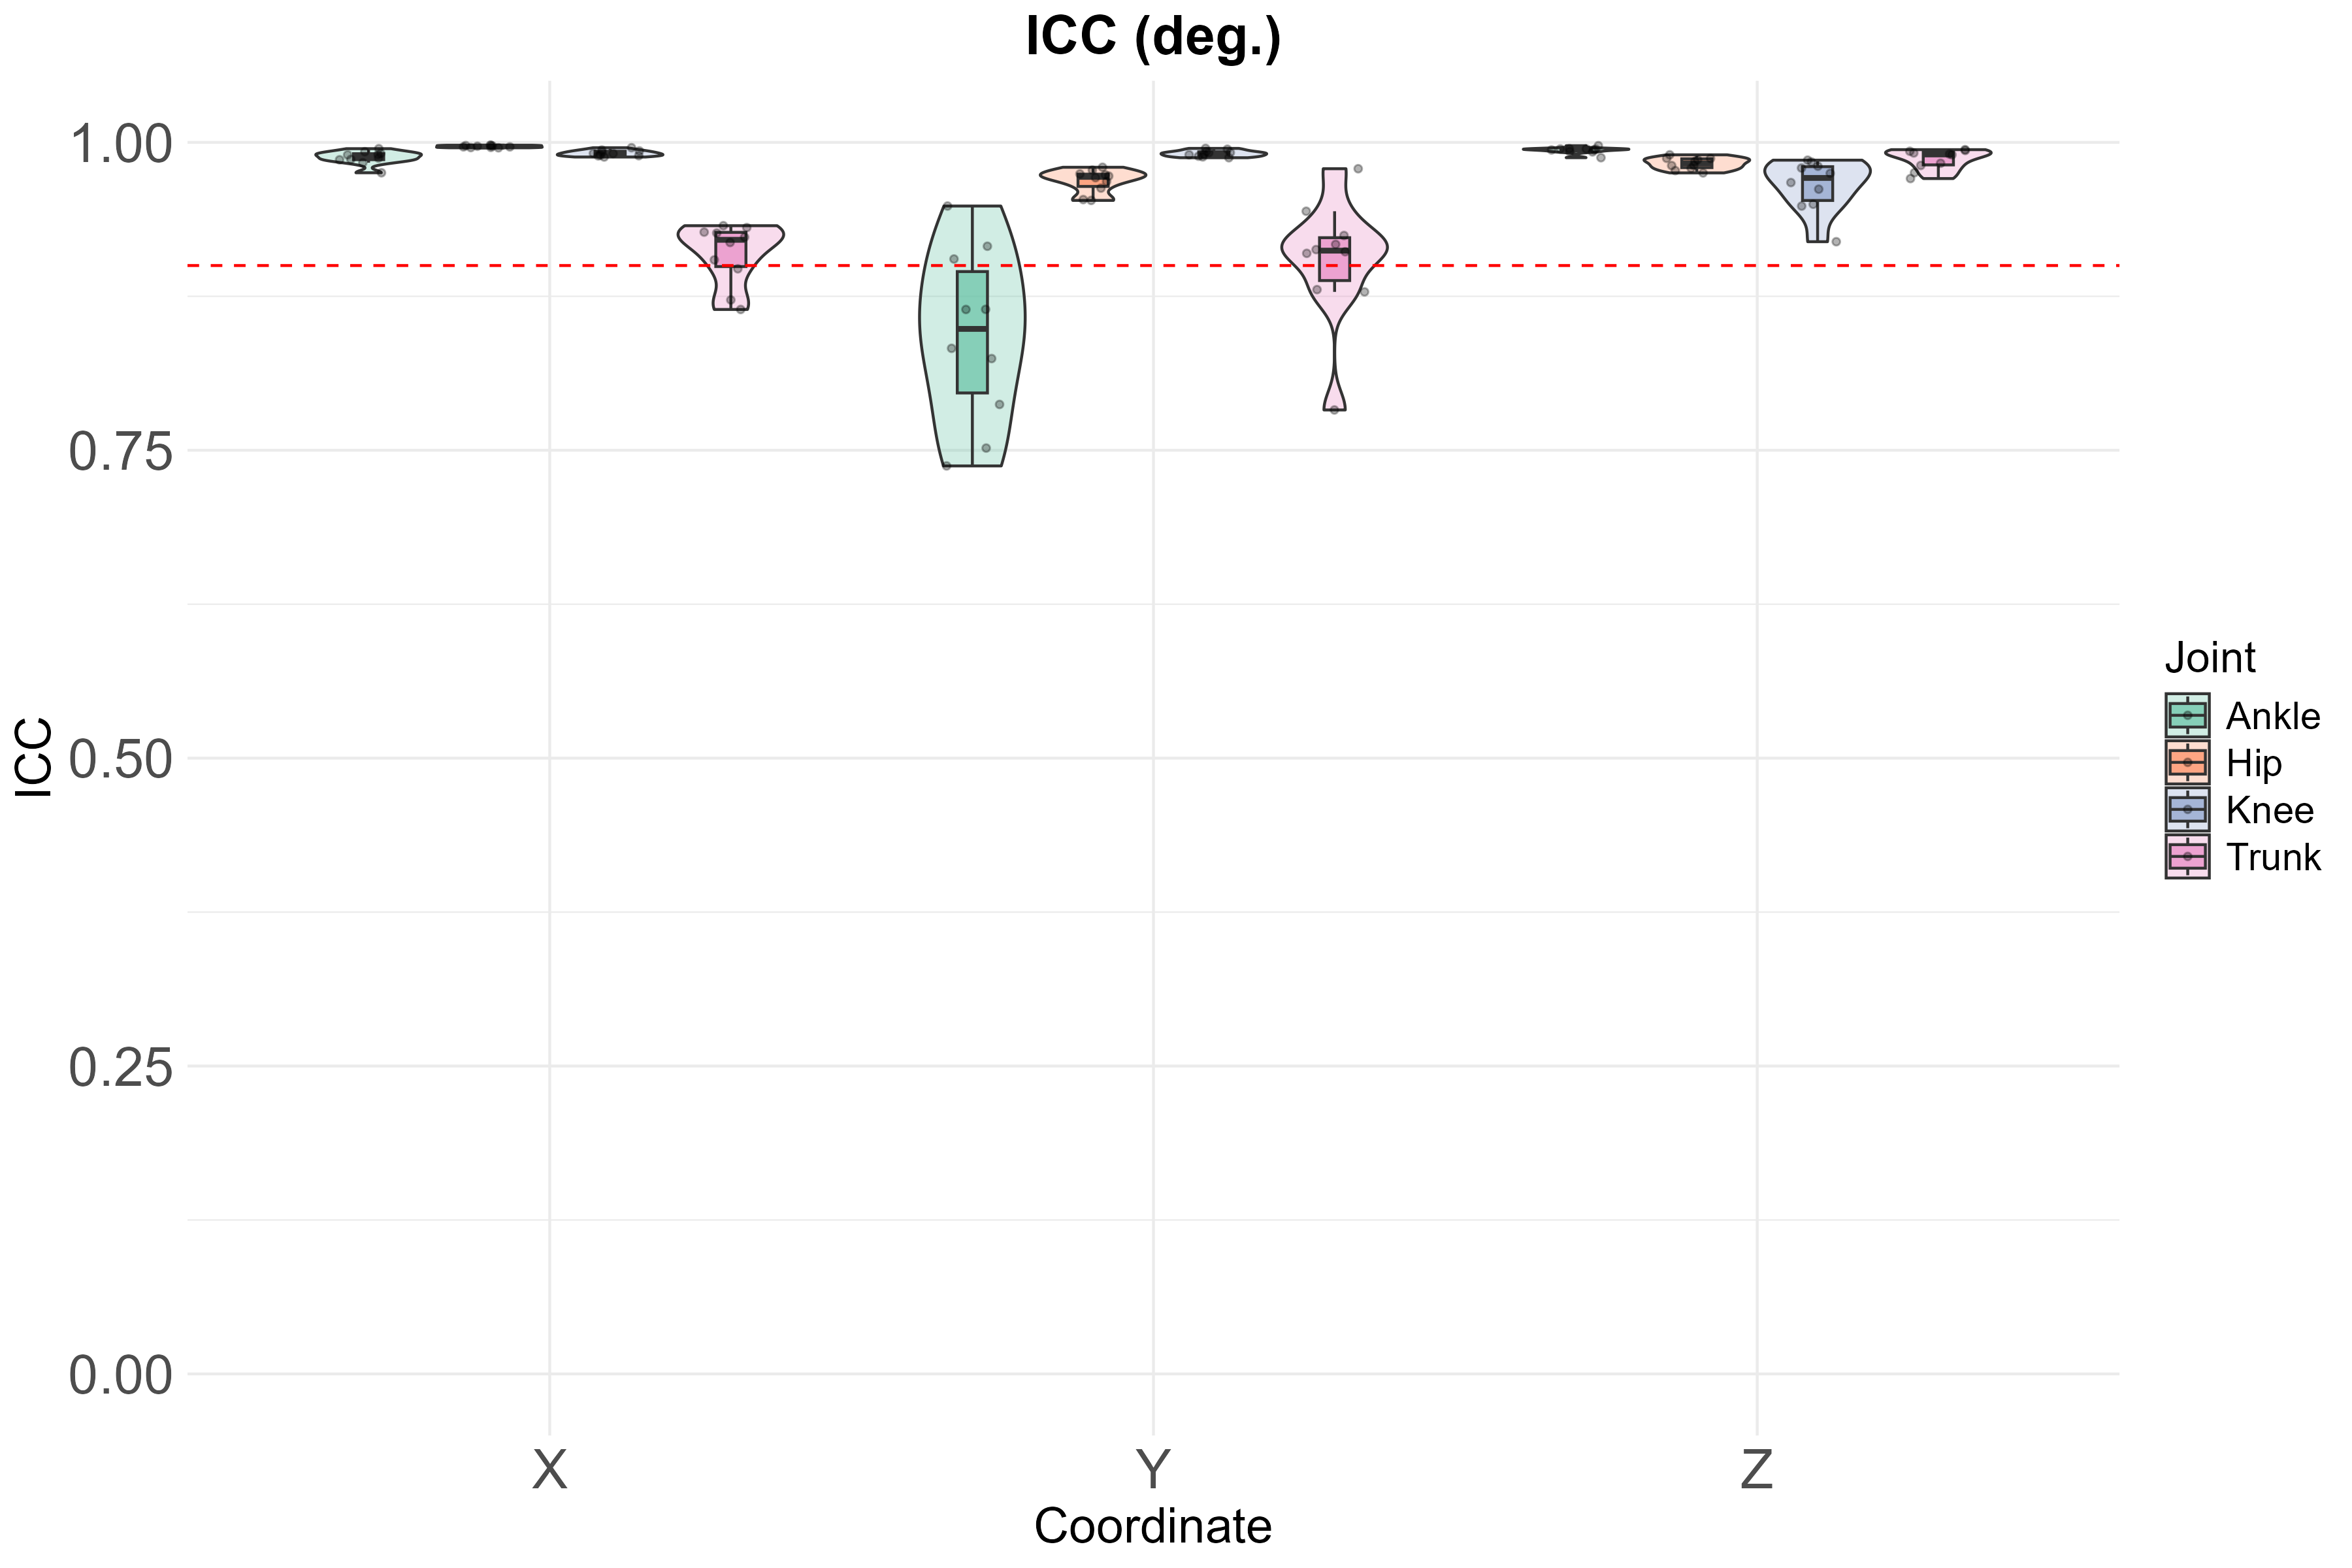 ICC (deg.)
1.00
0.75
0.50
0.25
0.00
ICC
X
Y
Z
Coordinate
Joint
Ankle
Hip
Knee
Trunk